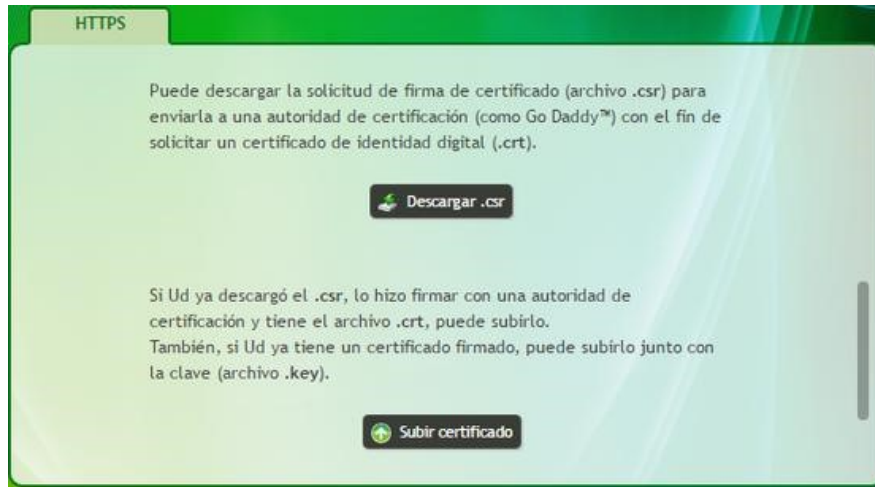 HTTPS
Puede descargar la solicitud de firma de certificado (archivo .csr) para
enviarla a una autoridad de certificación (como Go Daddy™) con el fin de
solicitar un certificado de identidad digital (.crt).
Descargar .csr
Si Ud ya descargó el .csr, lo hizo firmar con una autoridad de
certificación y tiene el archivo .crt, puede subirlo.
También, si Ud ya tiene un certificado firmado, puede subirlo junto con
la clave (archivo .key).
Subir certificado